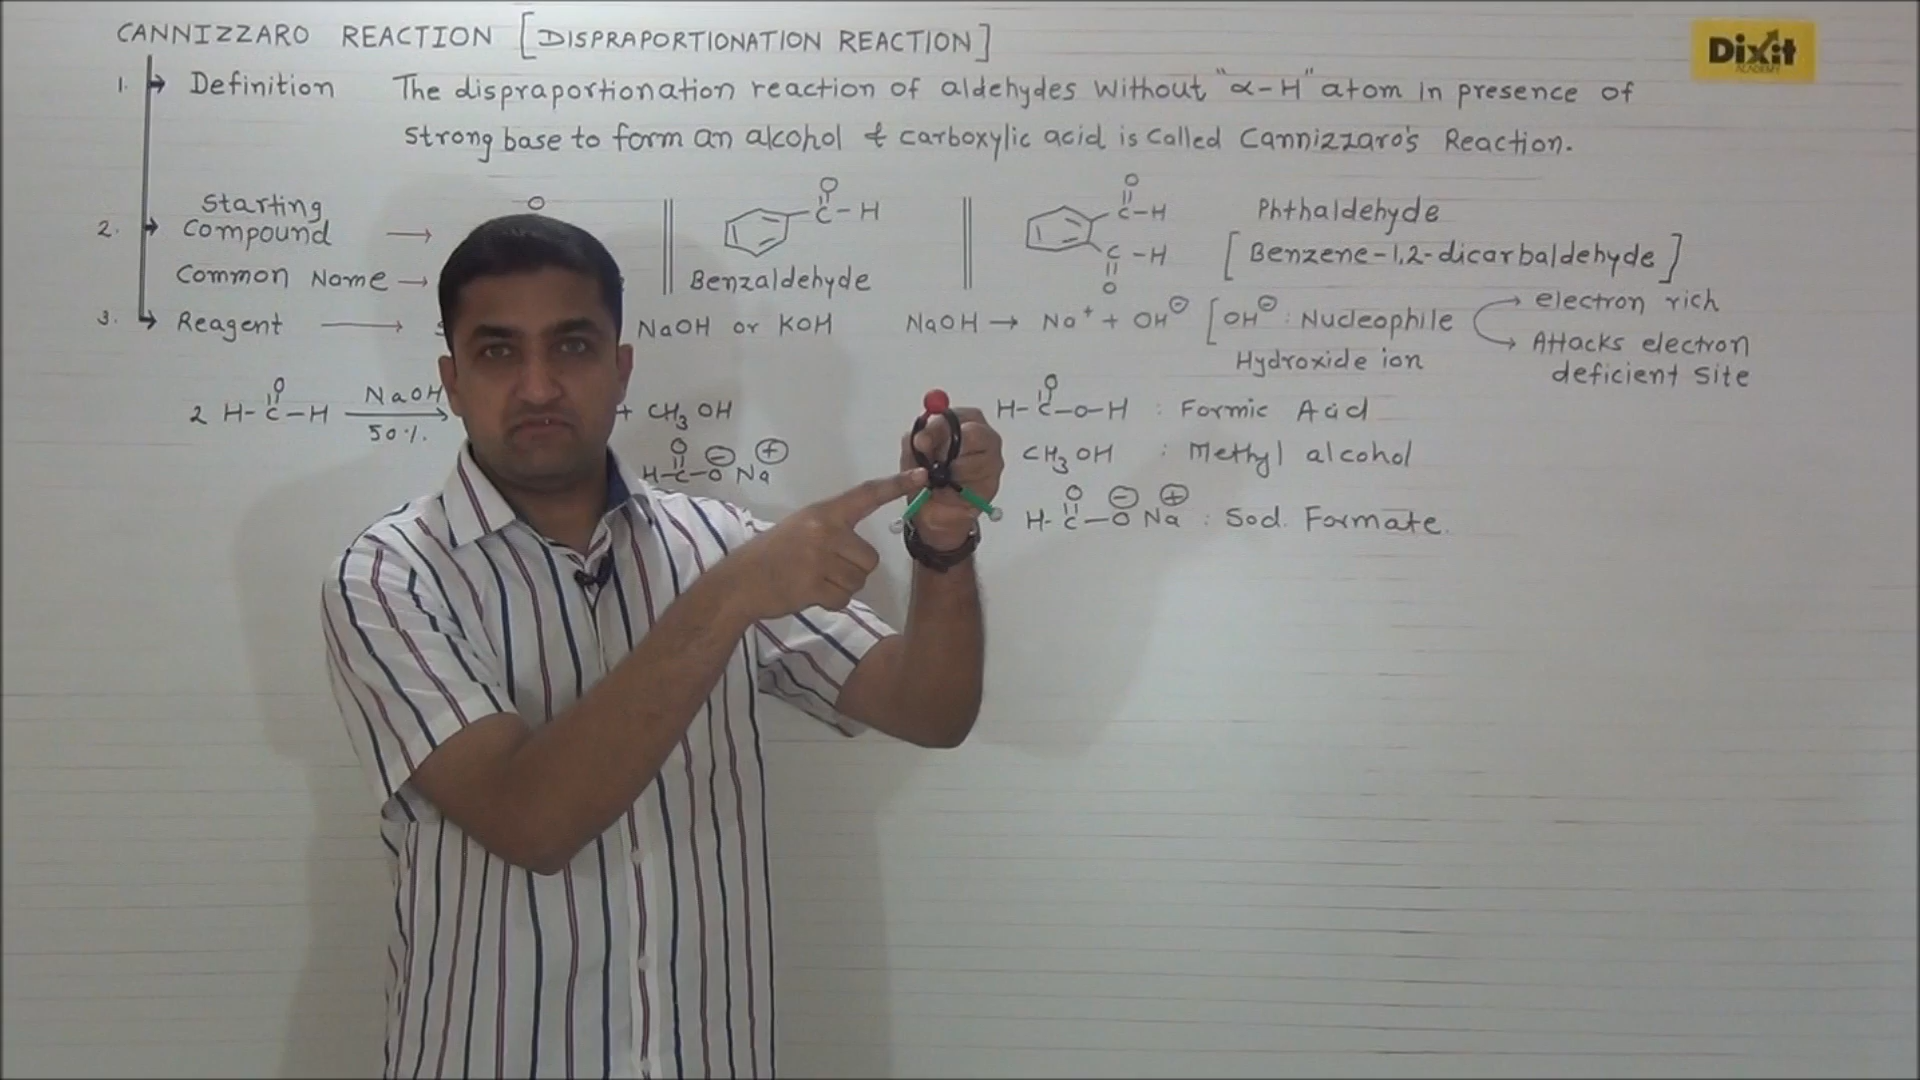 CANNIZZARO REACTION [DISPRAPORTIONATION REACTION]
Dixit
ACADEMY
1. Definition The dispraportionation reaction of aldehydes without "α-H" atom in presence of
strong base to form an alcohol & carboxylic acid is called Cannizzaro's Reaction.
2. Starting Compound → O
O
C-H
Benzaldehyde
O
C-H
C-H
O
Phthaldehyde
[Benzene-1,2-dicarbaldehyde]
Common Name →
3. Reagent → NaOH or KOH NaOH → Na+ + OH⊖ [OH⊖ : Nucleophile
Hydroxide ion
→ electron rich
→ Attacks electron
deficient site
O
2 H-C-H NaOH
50%.
+ CH3OH
O ⊖ ⊕
H-C-O Na
O
H-C-O-H : Formic Acid
CH3OH : Methyl alcohol
O ⊖ ⊕
H-C-O Na : Sod. Formate.